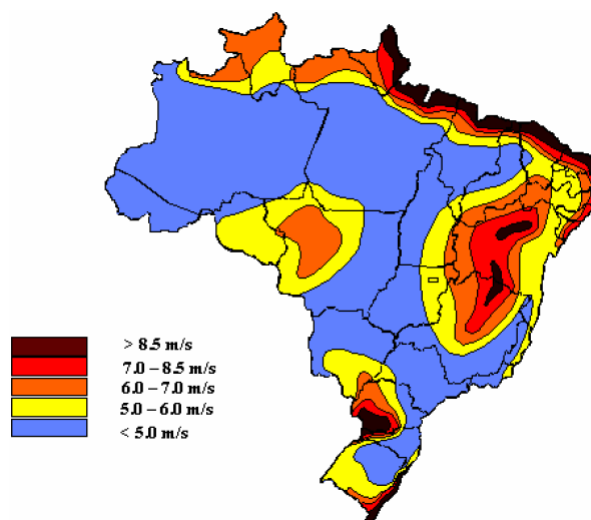 > 8.5 m/s
7.0 – 8.5 m/s
6.0 – 7.0 m/s
5.0 – 6.0 m/s
< 5.0 m/s